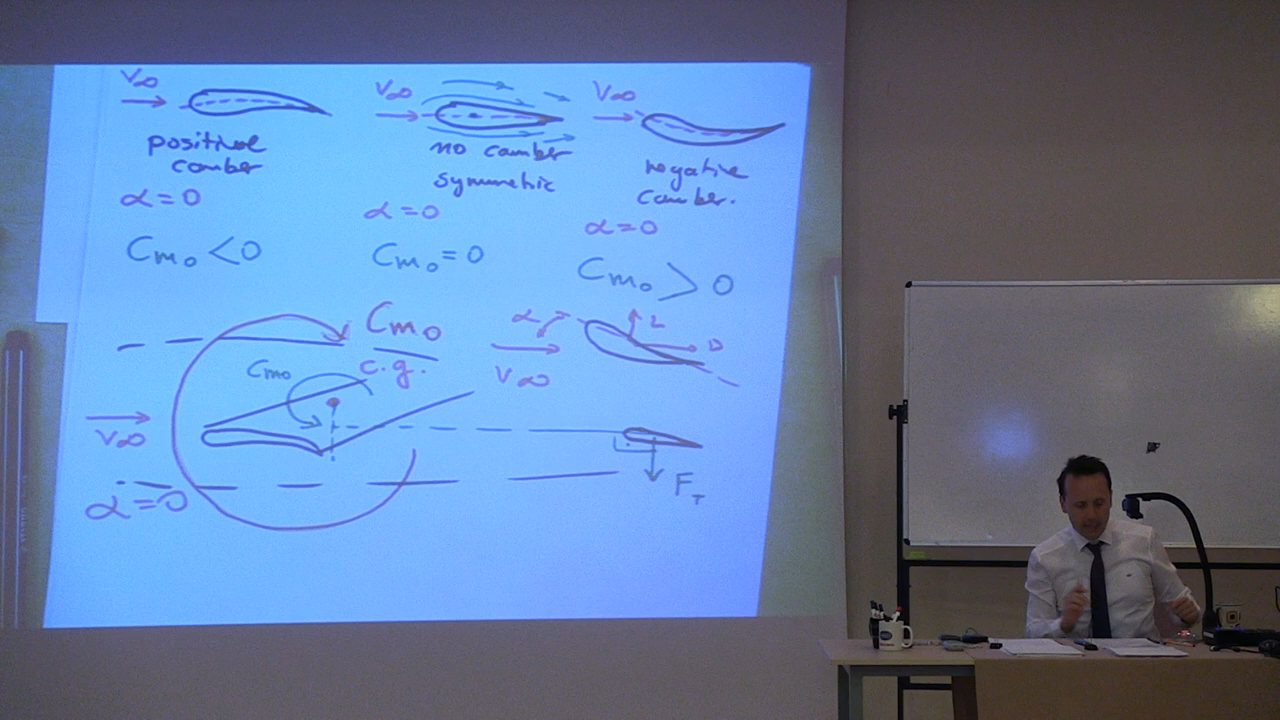 V∞
positive
camber
α=0
Cm₀<0
V∞
no camber
symmetric
α=0
Cm₀=0
V∞
negative
camber.
α=0
Cm₀>0
Cm₀
c.g.
Cm₀
V∞
α=0
α
L
D
V∞
F_T